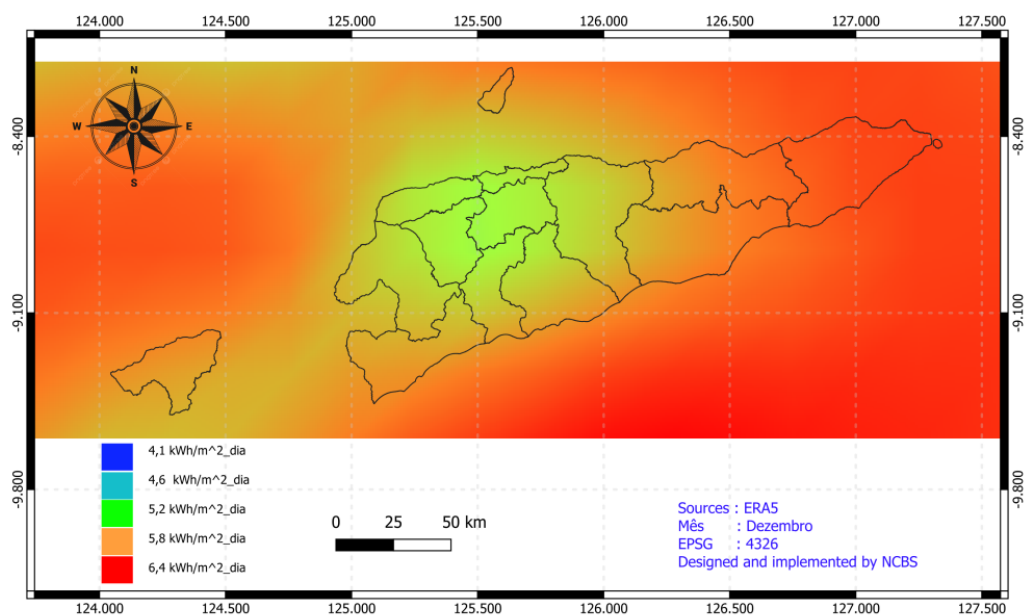 124.000 124.500 125.000 125.500 126.000 126.500 127.000 127.500
N
W E
S
-8.400 -8.400
-9.100 -9.100
-9.800 -9.800
4,1 kWh/m^2_dia
4,6 kWh/m^2_dia
5,2 kWh/m^2_dia
5,8 kWh/m^2_dia
6,4 kWh/m^2_dia
0 25 50 km
Sources : ERA5
Mês : Dezembro
EPSG : 4326
Designed and implemented by NCBS
124.000 124.500 125.000 125.500 126.000 126.500 127.000 127.500